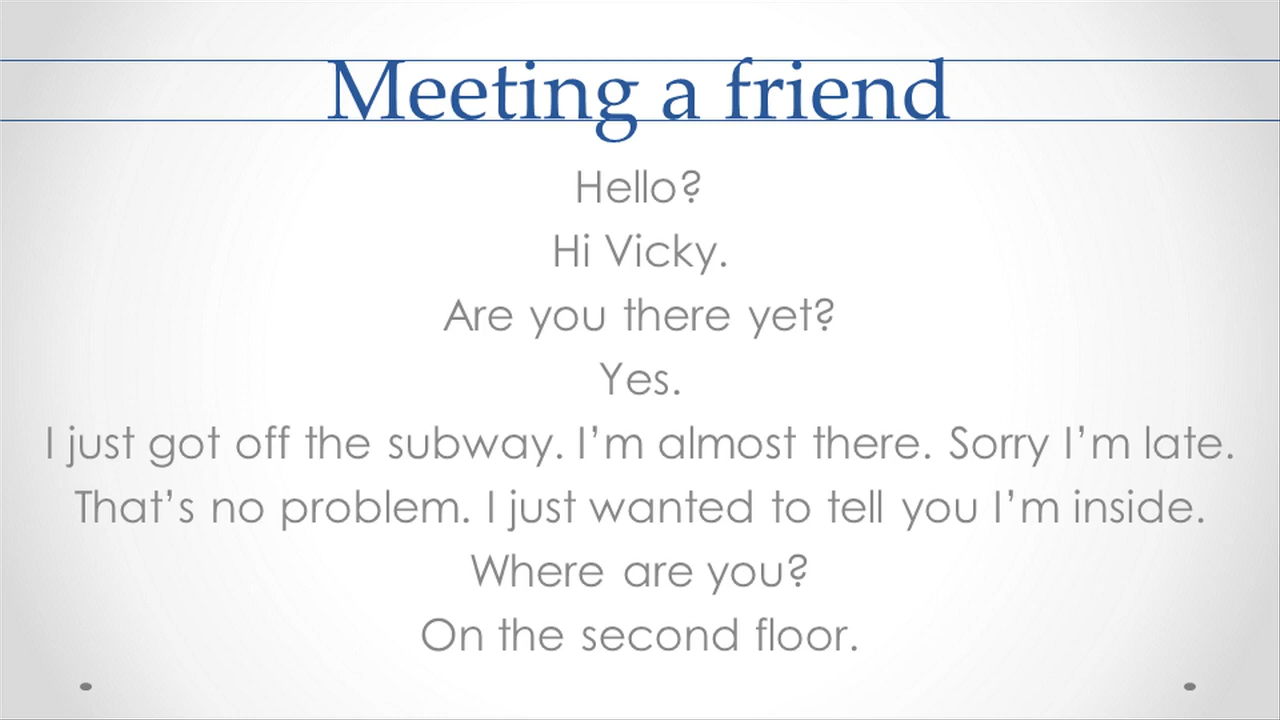 Meeting a friend
Hello?
Hi Vicky.
Are you there yet?
Yes.
I just got off the subway. I’m almost there. Sorry I’m late.
That’s no problem. I just wanted to tell you I’m inside.
Where are you?
On the second floor.